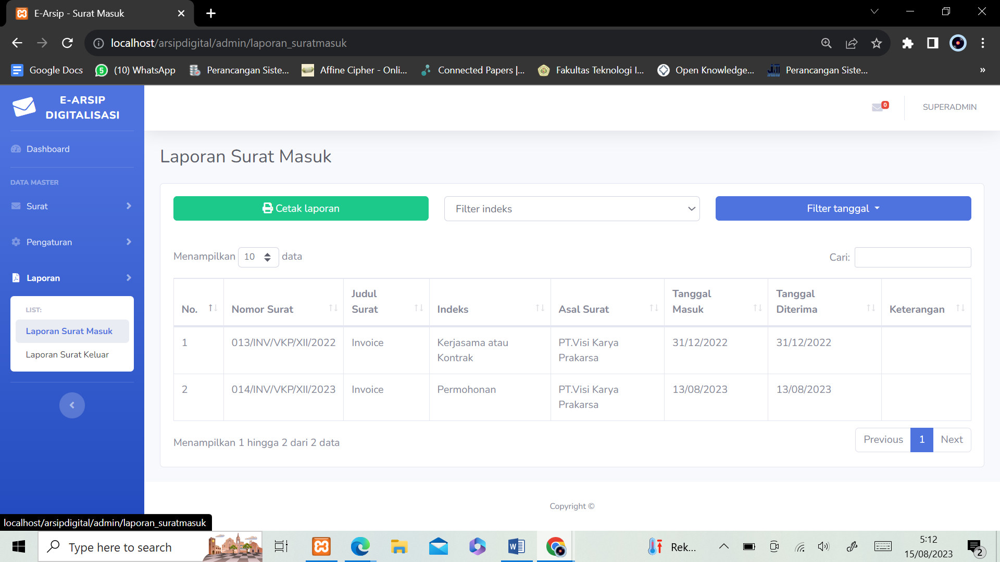 E-Arsip - Surat Masuk
localhost/arsipdigital/admin/laporan_suratmasuk
Google Docs
5
(10) WhatsApp
Perancangan Siste...
Affine Cipher - Onli...
Connected Papers |...
Fakultas Teknologi I...
Open Knowledge...
Perancangan Siste...
»
E-ARSIP
DIGITALISASI
0
SUPERADMIN
Dashboard
DATA MASTER
Surat
Pengaturan
Laporan
LIST:
Laporan Surat Masuk
Laporan Surat Keluar
Laporan Surat Masuk
Cetak laporan
Filter indeks
Filter tanggal
Menampilkan 10 data
Cari:
No.
Nomor Surat
Judul
Surat
Indeks
Asal Surat
Tanggal
Masuk
Tanggal
Diterima
Keterangan
1
013/INV/VKP/XII/2022
Invoice
Kerjasama atau
Kontrak
PT.Visi Karya
Prakarsa
31/12/2022
31/12/2022
2
014/INV/VKP/XII/2023
Invoice
Permohonan
PT.Visi Karya
Prakarsa
13/08/2023
13/08/2023
Menampilkan 1 hingga 2 dari 2 data
Previous
1
Next
Copyright ©
localhost/arsipdigital/admin/laporan_suratmasuk
Type here to search
Rek...
5:12
15/08/2023
2